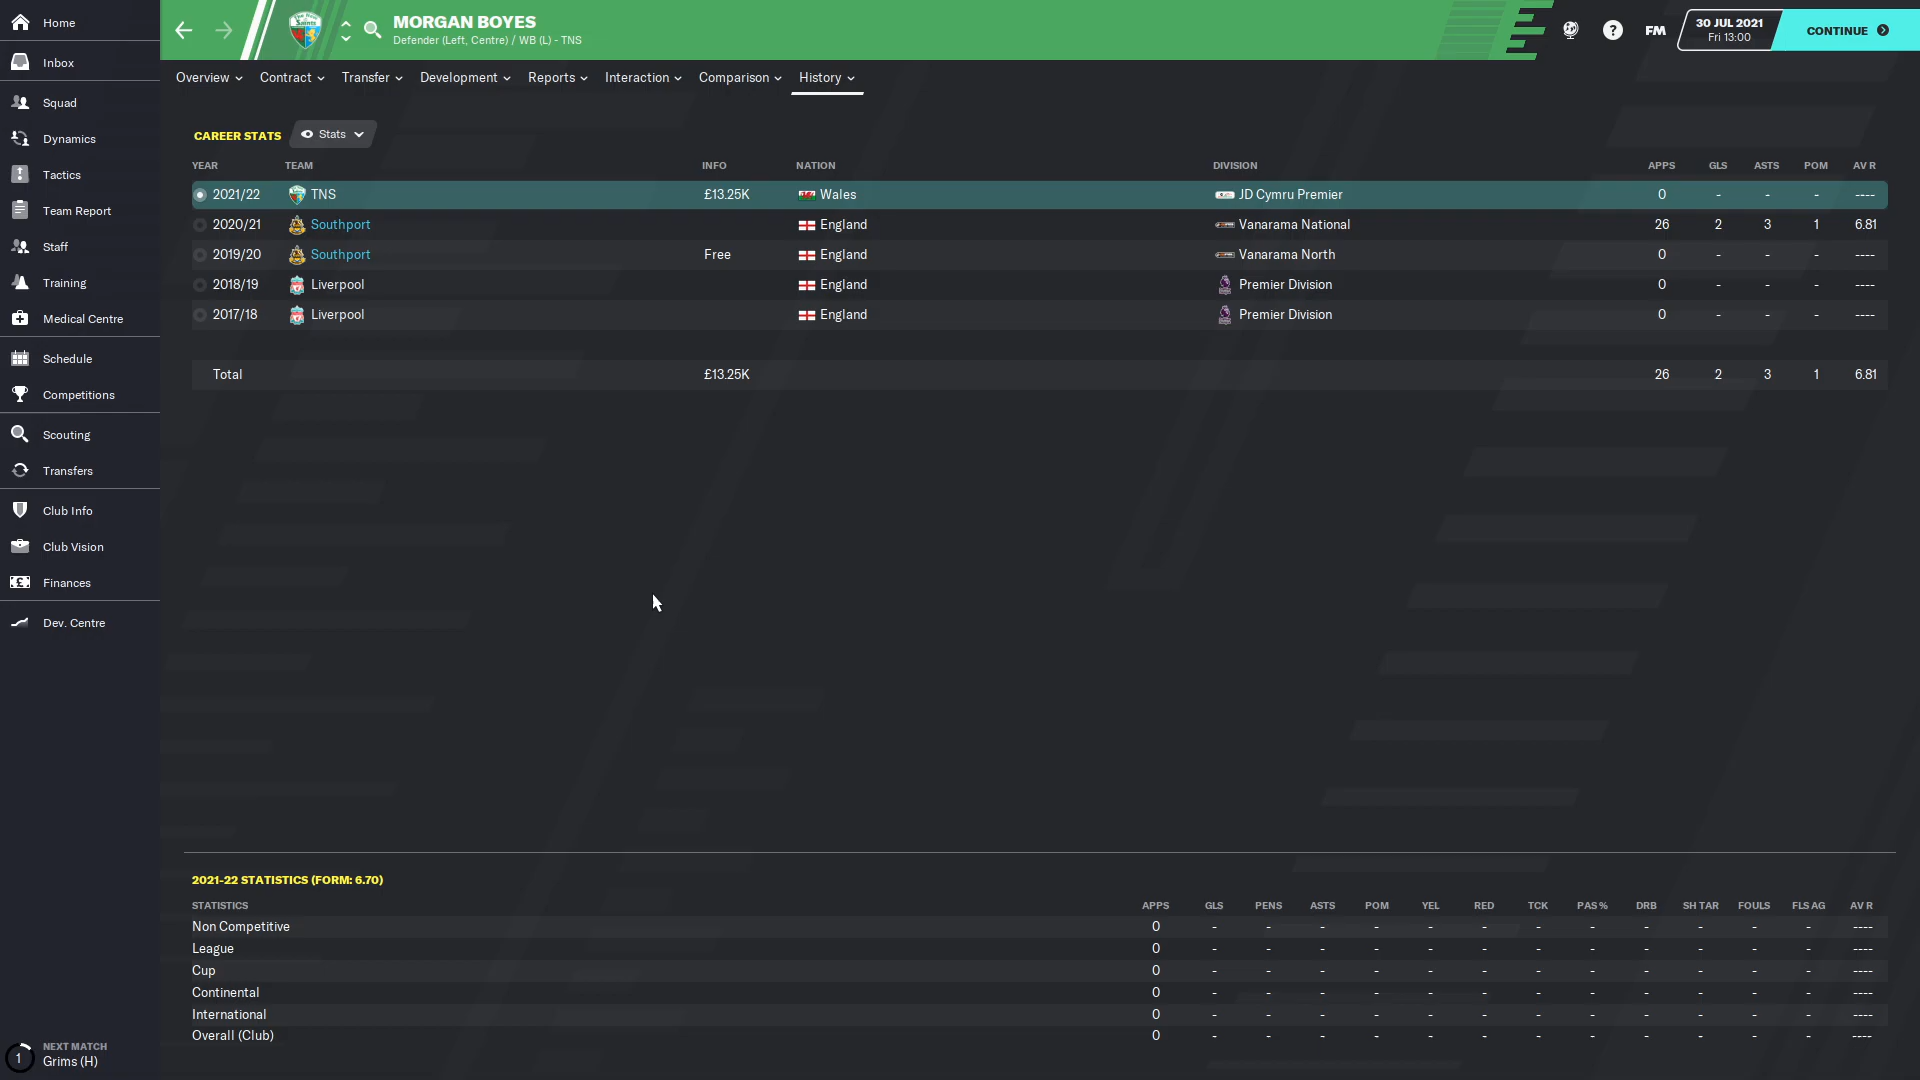 Home
Inbox
Squad
Dynamics
Tactics
Team Report
Staff
Training
Medical Centre
Schedule
Competitions
Scouting
Transfers
Club Info
Club Vision
Finances
Dev. Centre
1 NEXT MATCH
Grims (H)
MORGAN BOYES
Defender (Left, Centre) / WB (L) - TNS
FM
30 JUL 2021
Fri 13:00
CONTINUE
Overview Contract Transfer Development Reports Interaction Comparison History
CAREER STATS Stats
YEAR TEAM INFO NATION DIVISION APPS GLS ASTS POM AV R
2021/22 TNS £13.25K Wales JD Cymru Premier 0 - - - ----
2020/21 Southport England Vanarama National 26 2 3 1 6.81
2019/20 Southport Free England Vanarama North 0 - - - ----
2018/19 Liverpool England Premier Division 0 - - - ----
2017/18 Liverpool England Premier Division 0 - - - ----
Total £13.25K 26 2 3 1 6.81
2021-22 STATISTICS (FORM: 6.70)
STATISTICS APPS GLS PENS ASTS POM YEL RED TCK PAS % DRB SH TAR FOULS FLS AG AV R
Non Competitive 0 - - - - - - - - - - - - ----
League 0 - - - - - - - - - - - - ----
Cup 0 - - - - - - - - - - - - ----
Continental 0 - - - - - - - - - - - - ----
International 0 - - - - - - - - - - - - ----
Overall (Club) 0 - - - - - - - - - - - - ----